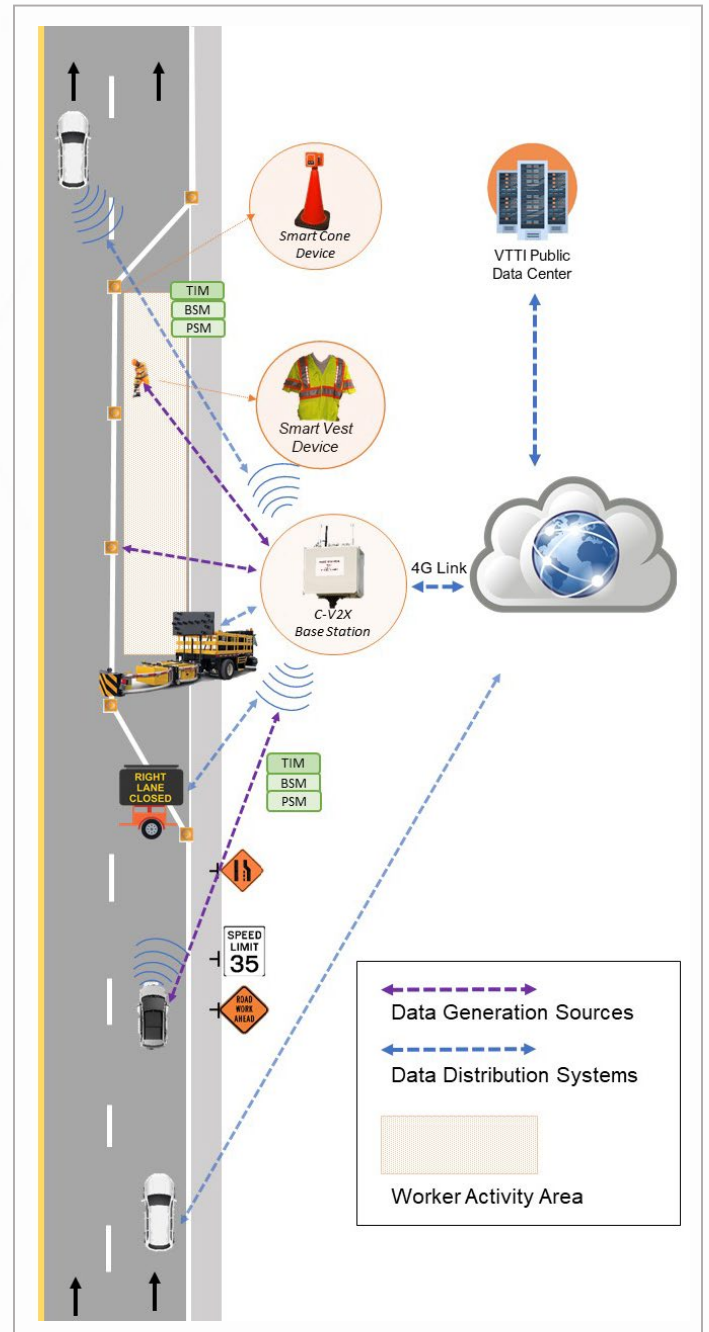 Smart Cone
Device
VTTI Public
Data Center
TIM
BSM
PSM
Smart Vest
Device
C-V2X
Base Station
4G Link
TIM
BSM
PSM
RIGHT
LANE
CLOSED
SPEED
LIMIT
35
ROAD
WORK
AHEAD
Data Generation Sources
Data Distribution Systems
Worker Activity Area